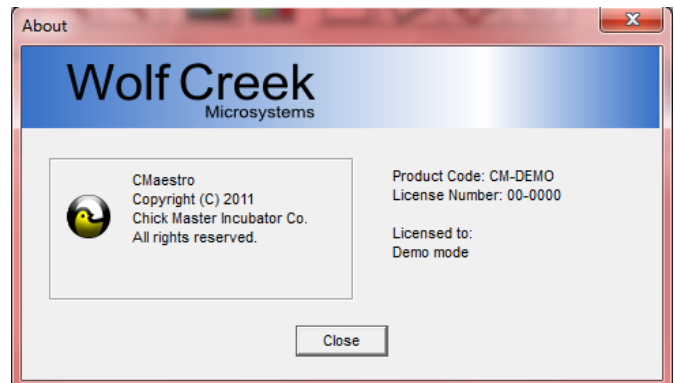 About
Wolf Creek
Microsystems
CMaestro
Copyright (C) 2011
Chick Master Incubator Co.
All rights reserved.
Product Code: CM-DEMO
License Number: 00-0000
Licensed to:
Demo mode
Close